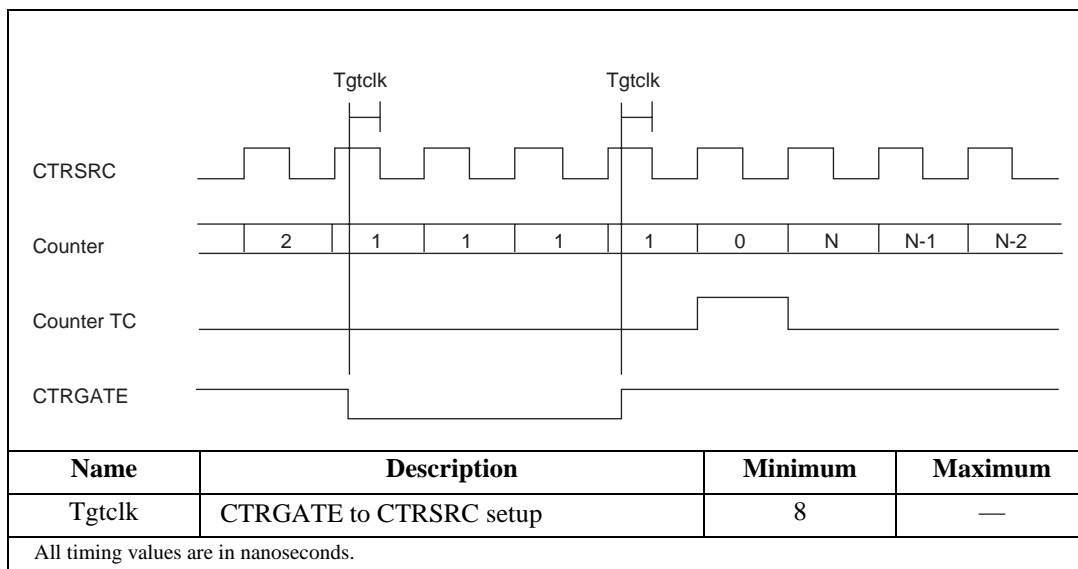 Tgtclk Tgtclk
CTRSRC
Counter 2 1 1 1 1 0 N N-1 N-2
Counter TC
CTRGATE
Name Description Minimum Maximum
Tgtclk CTRGATE to CTRSRC setup 8 —
All timing values are in nanoseconds.